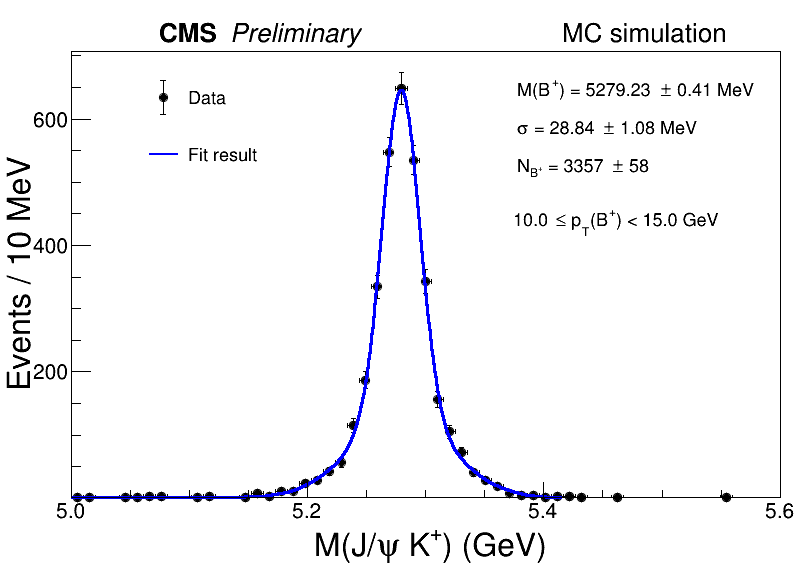 CMS Preliminary MC simulation
Data
Fit result
M(B⁺) = 5279.23 ± 0.41 MeV
σ = 28.84 ± 1.08 MeV
N_B⁺ = 3357 ± 58
10.0 ≤ p_T(B⁺) < 15.0 GeV
Events / 10 MeV
600
400
200
5.0 5.2 5.4 5.6
M(J/ψ K⁺) (GeV)